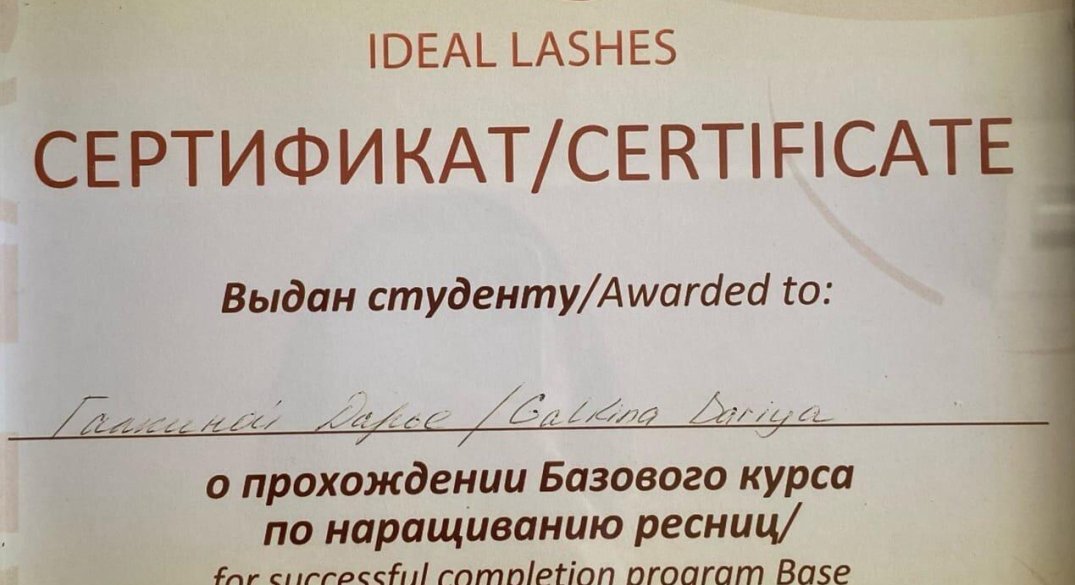 IDEAL LASHES
СЕРТИФИКАТ/CERTIFICATE
Выдан студенту/Awarded to:
Галкиной Дарье / Galkina Dariya
о прохождении Базового курса
по наращиванию ресниц/
for successful completion program Base